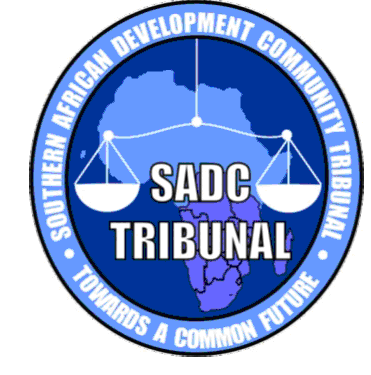 SOUTHERN AFRICAN DEVELOPMENT COMMUNITY TRIBUNAL
SADC
TRIBUNAL
• TOWARDS A COMMON FUTURE •